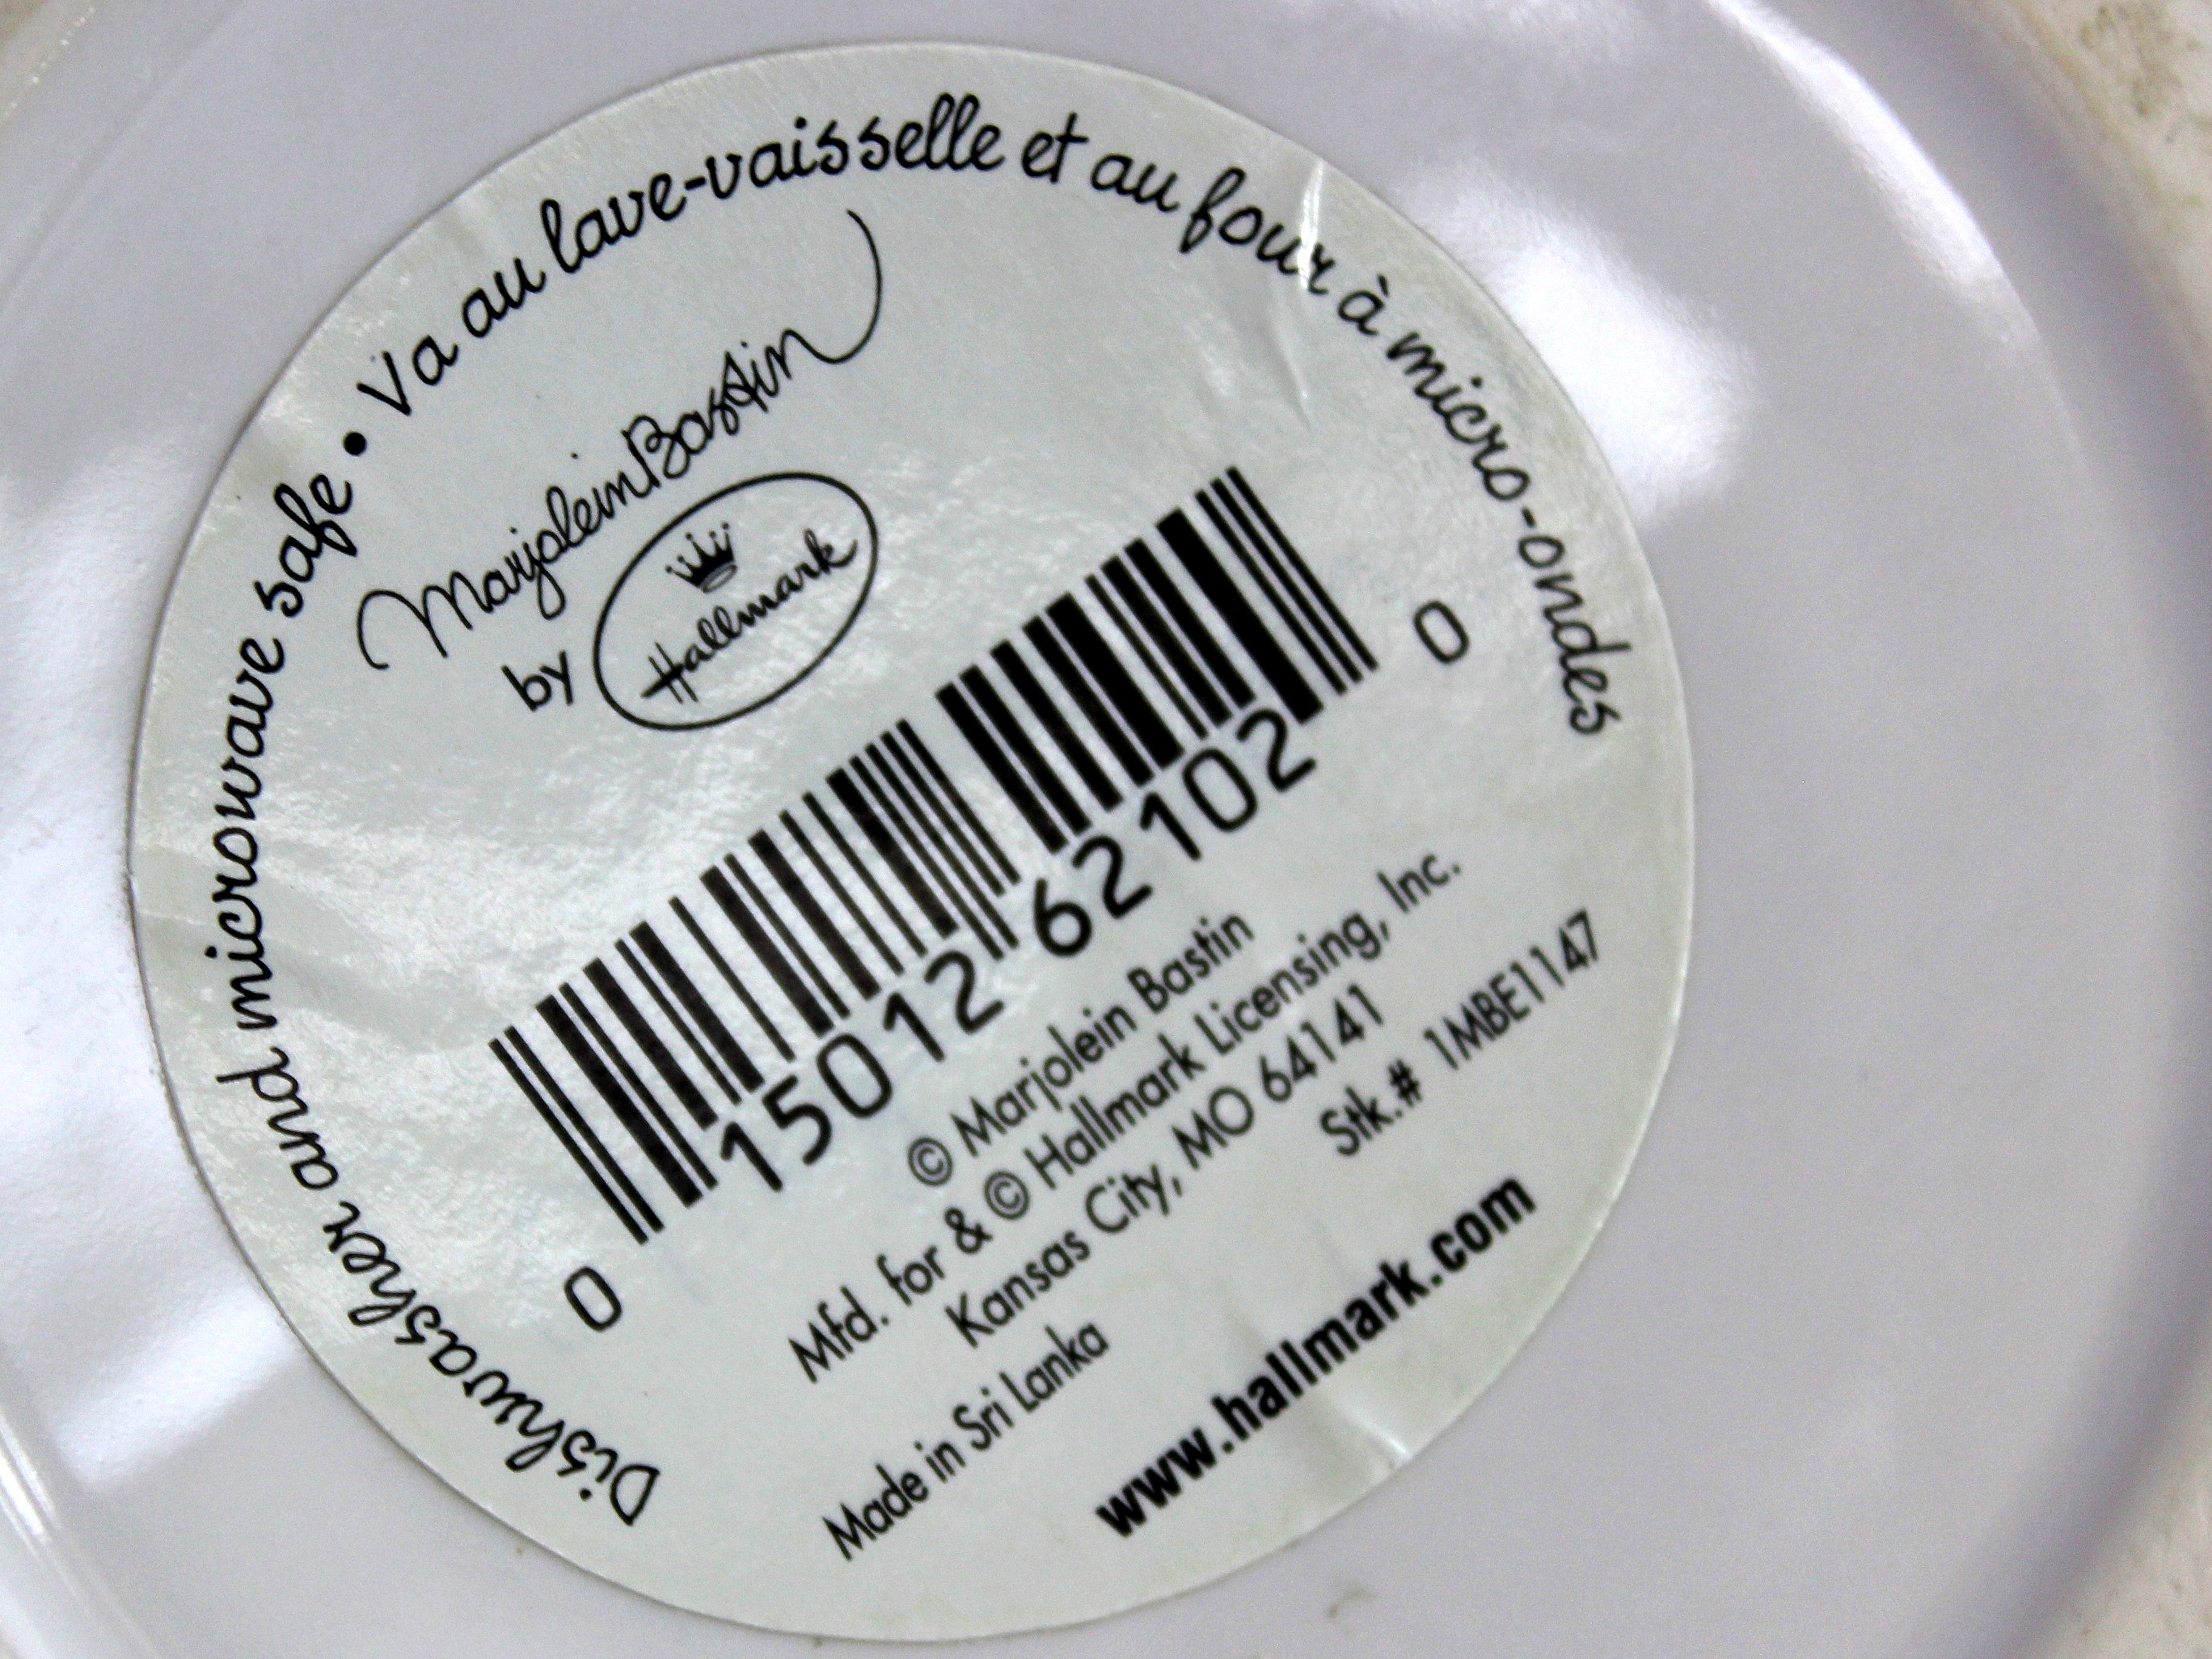 Dishwasher and microwave safe • Va au lave-vaisselle et au four à micro-ondes
Marjolein Bastin
by Hallmark
0 15012 62102 0
© Marjolein Bastin
Mfd. for & © Hallmark Licensing, Inc.
Kansas City, MO 64141
Made in Sri Lanka Stk.# 1MBE1147
www.hallmark.com